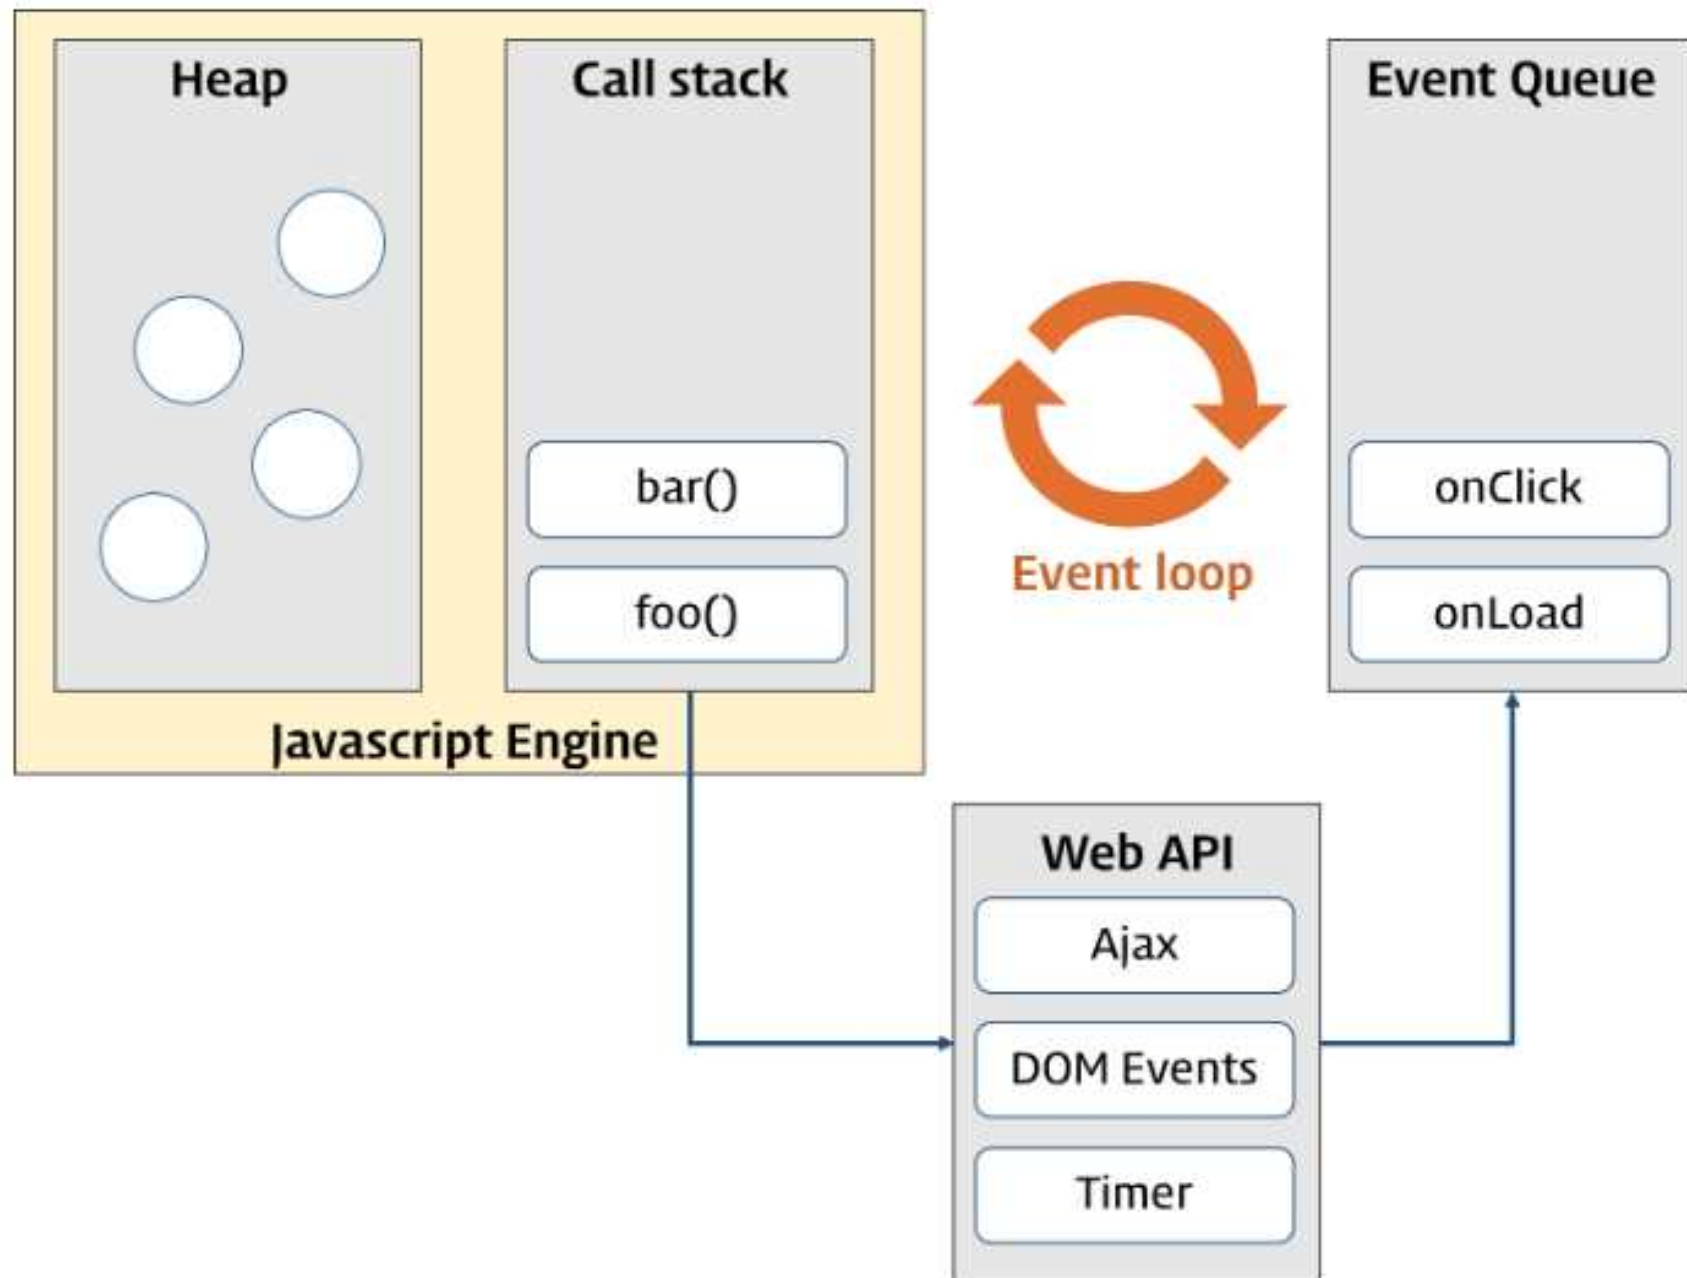 Heap
Call stack
Event Queue
bar()
onClick
Event loop
foo()
onLoad
Javascript Engine
Web API
Ajax
DOM Events
Timer